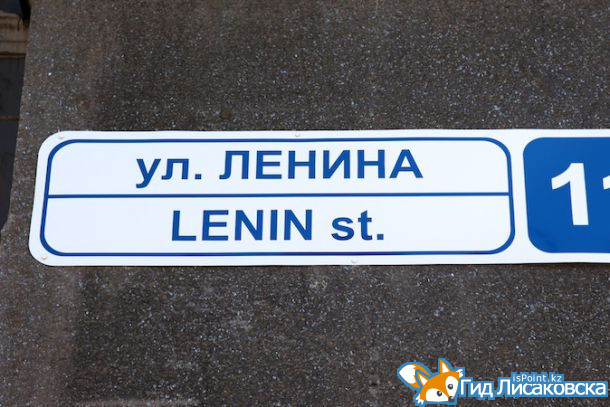 ул. ЛЕНИНА
LENIN st.
11
isPoint.kz
Гид Лисаковска